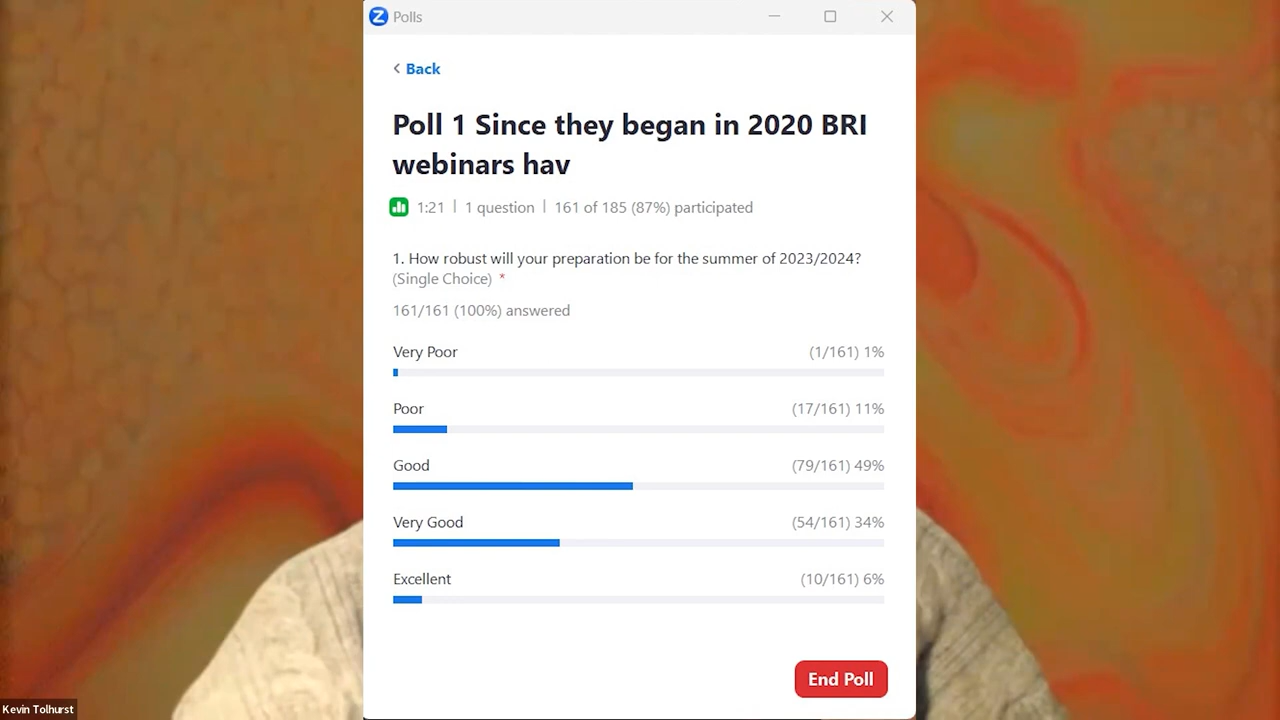 Z Polls
Back
Poll 1 Since they began in 2020 BRI
webinars hav
1:21 | 1 question | 161 of 185 (87%) participated
1. How robust will your preparation be for the summer of 2023/2024?
(Single Choice) *
161/161 (100%) answered
Very Poor (1/161) 1%
Poor (17/161) 11%
Good (79/161) 49%
Very Good (54/161) 34%
Excellent (10/161) 6%
End Poll
Kevin Tolhurst